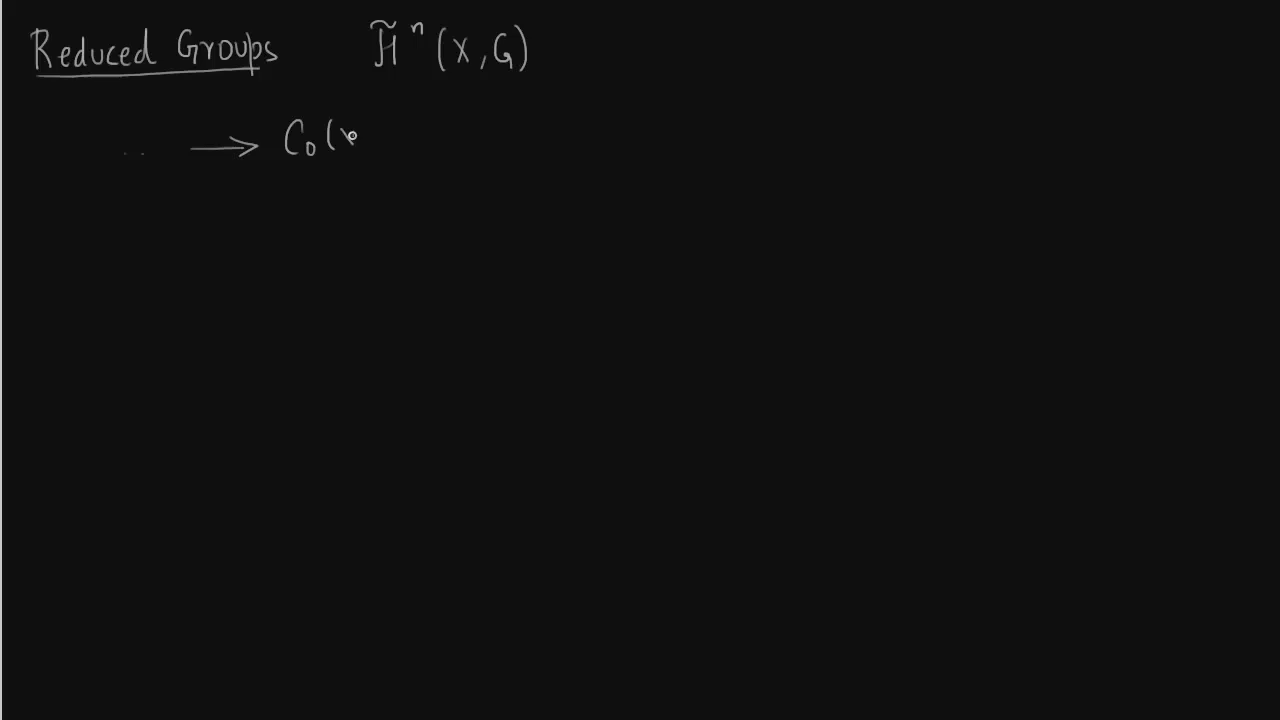 Reduced Groups H̃ⁿ(X,G)
.. → C₀(x